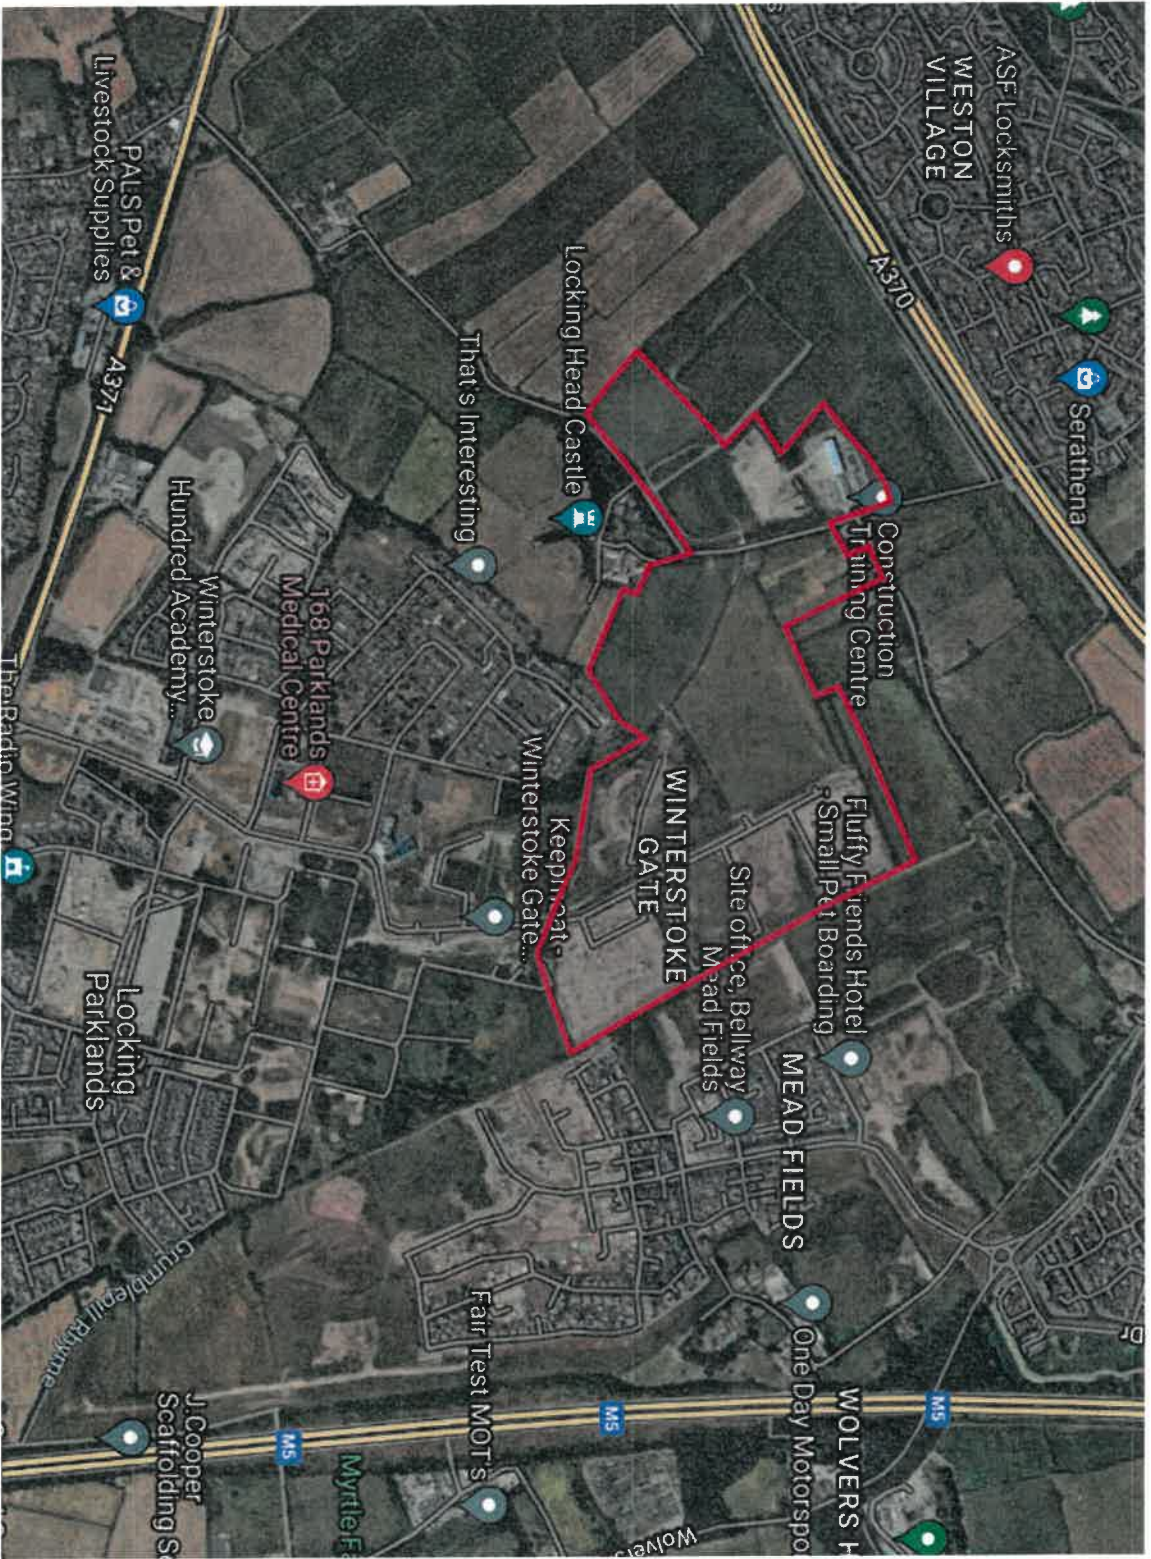 ASF Locksmiths
WESTON
VILLAGE
Serathena
A370
Construction
Training Centre
Locking Head Castle
That's Interesting
PALS Pet &
Livestock Supplies
A371
Winterstoke
Hundred Academy...
168 Parklands
Medical Centre
WINTERSTOKE
GATE
Winterstoke Gate...
Fluffy Friends Hotel
- Small Pet Boarding
Site office, Bellway
Mead Fields
MEAD FIELDS
The Radio Wing
Locking
Parklands
Grumblepill Rhyne
Fair Test MOT's
One Day Motorspo
WOLVERS H
M5
M5
M5
J Cooper
Scaffolding S
Myrtle F
Wolvers